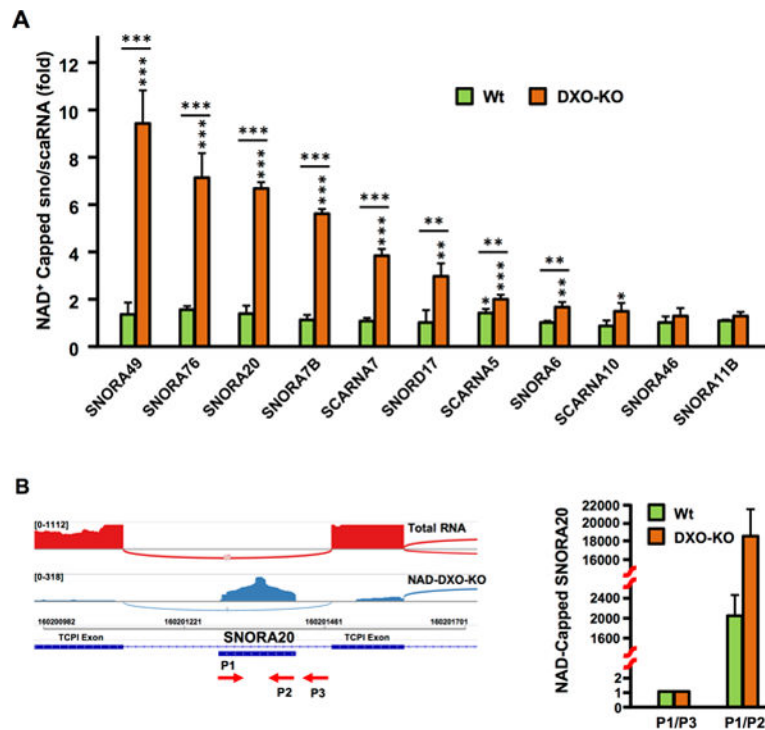 A
NAD+ Capped sno/scaRNA (fold)
12
10
8
6
4
2
0
Wt
DXO-KO
***
***
***
***
***
***
***
***
***
***
**
**
**
*
***
**
**
*
SNORA49
SNORA76
SNORA20
SNORA7B
SCARNA7
SNORD17
SCARNA5
SNORA6
SCARNA10
SNORA46
SNORA11B
B
[0-1112]
Total RNA
[0-318]
NAD-DXO-KO
160200982
160201221
160201461
160201701
TCPI Exon
SNORA20
TCPI Exon
P1
P2
P3
NAD-Capped SNORA20
22000
20000
18000
16000
2400
2000
1600
2
1
0
Wt
DXO-KO
P1/P3
P1/P2